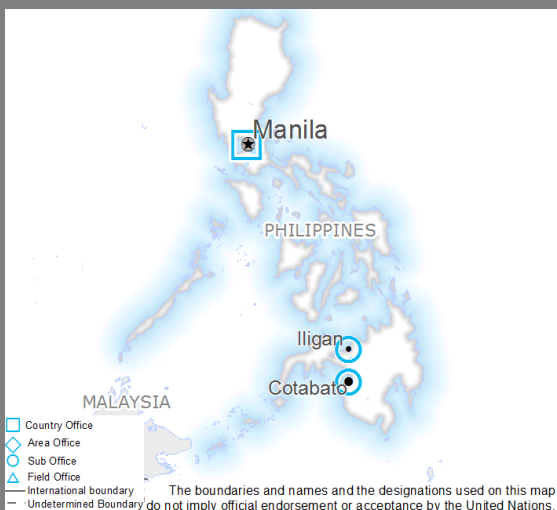 Manila
PHILIPPINES
Iligan
Cotabato
MALAYSIA
Country Office
Area Office
Sub Office
Field Office
International boundary
Undetermined Boundary
The boundaries and names and the designations used on this map
do not imply official endorsement or acceptance by the United Nations.